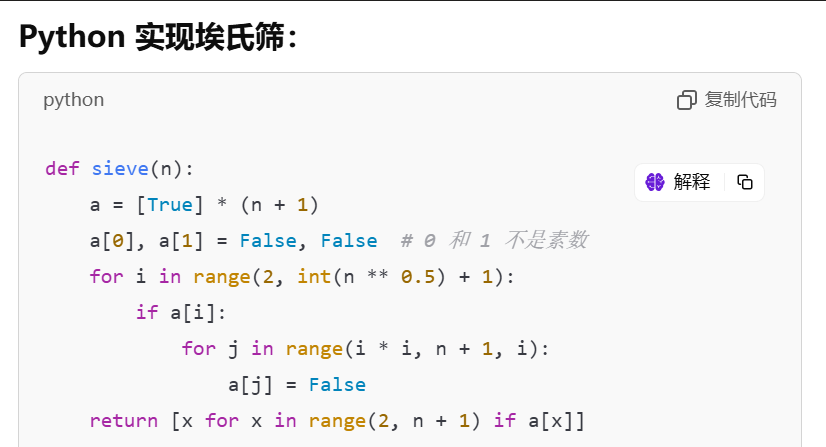 Python 实现埃氏筛：
python
复制代码
def sieve(n):
解释
    a = [True] * (n + 1)
    a[0], a[1] = False, False  # 0 和 1 不是素数
    for i in range(2, int(n ** 0.5) + 1):
        if a[i]:
            for j in range(i * i, n + 1, i):
                a[j] = False
    return [x for x in range(2, n + 1) if a[x]]